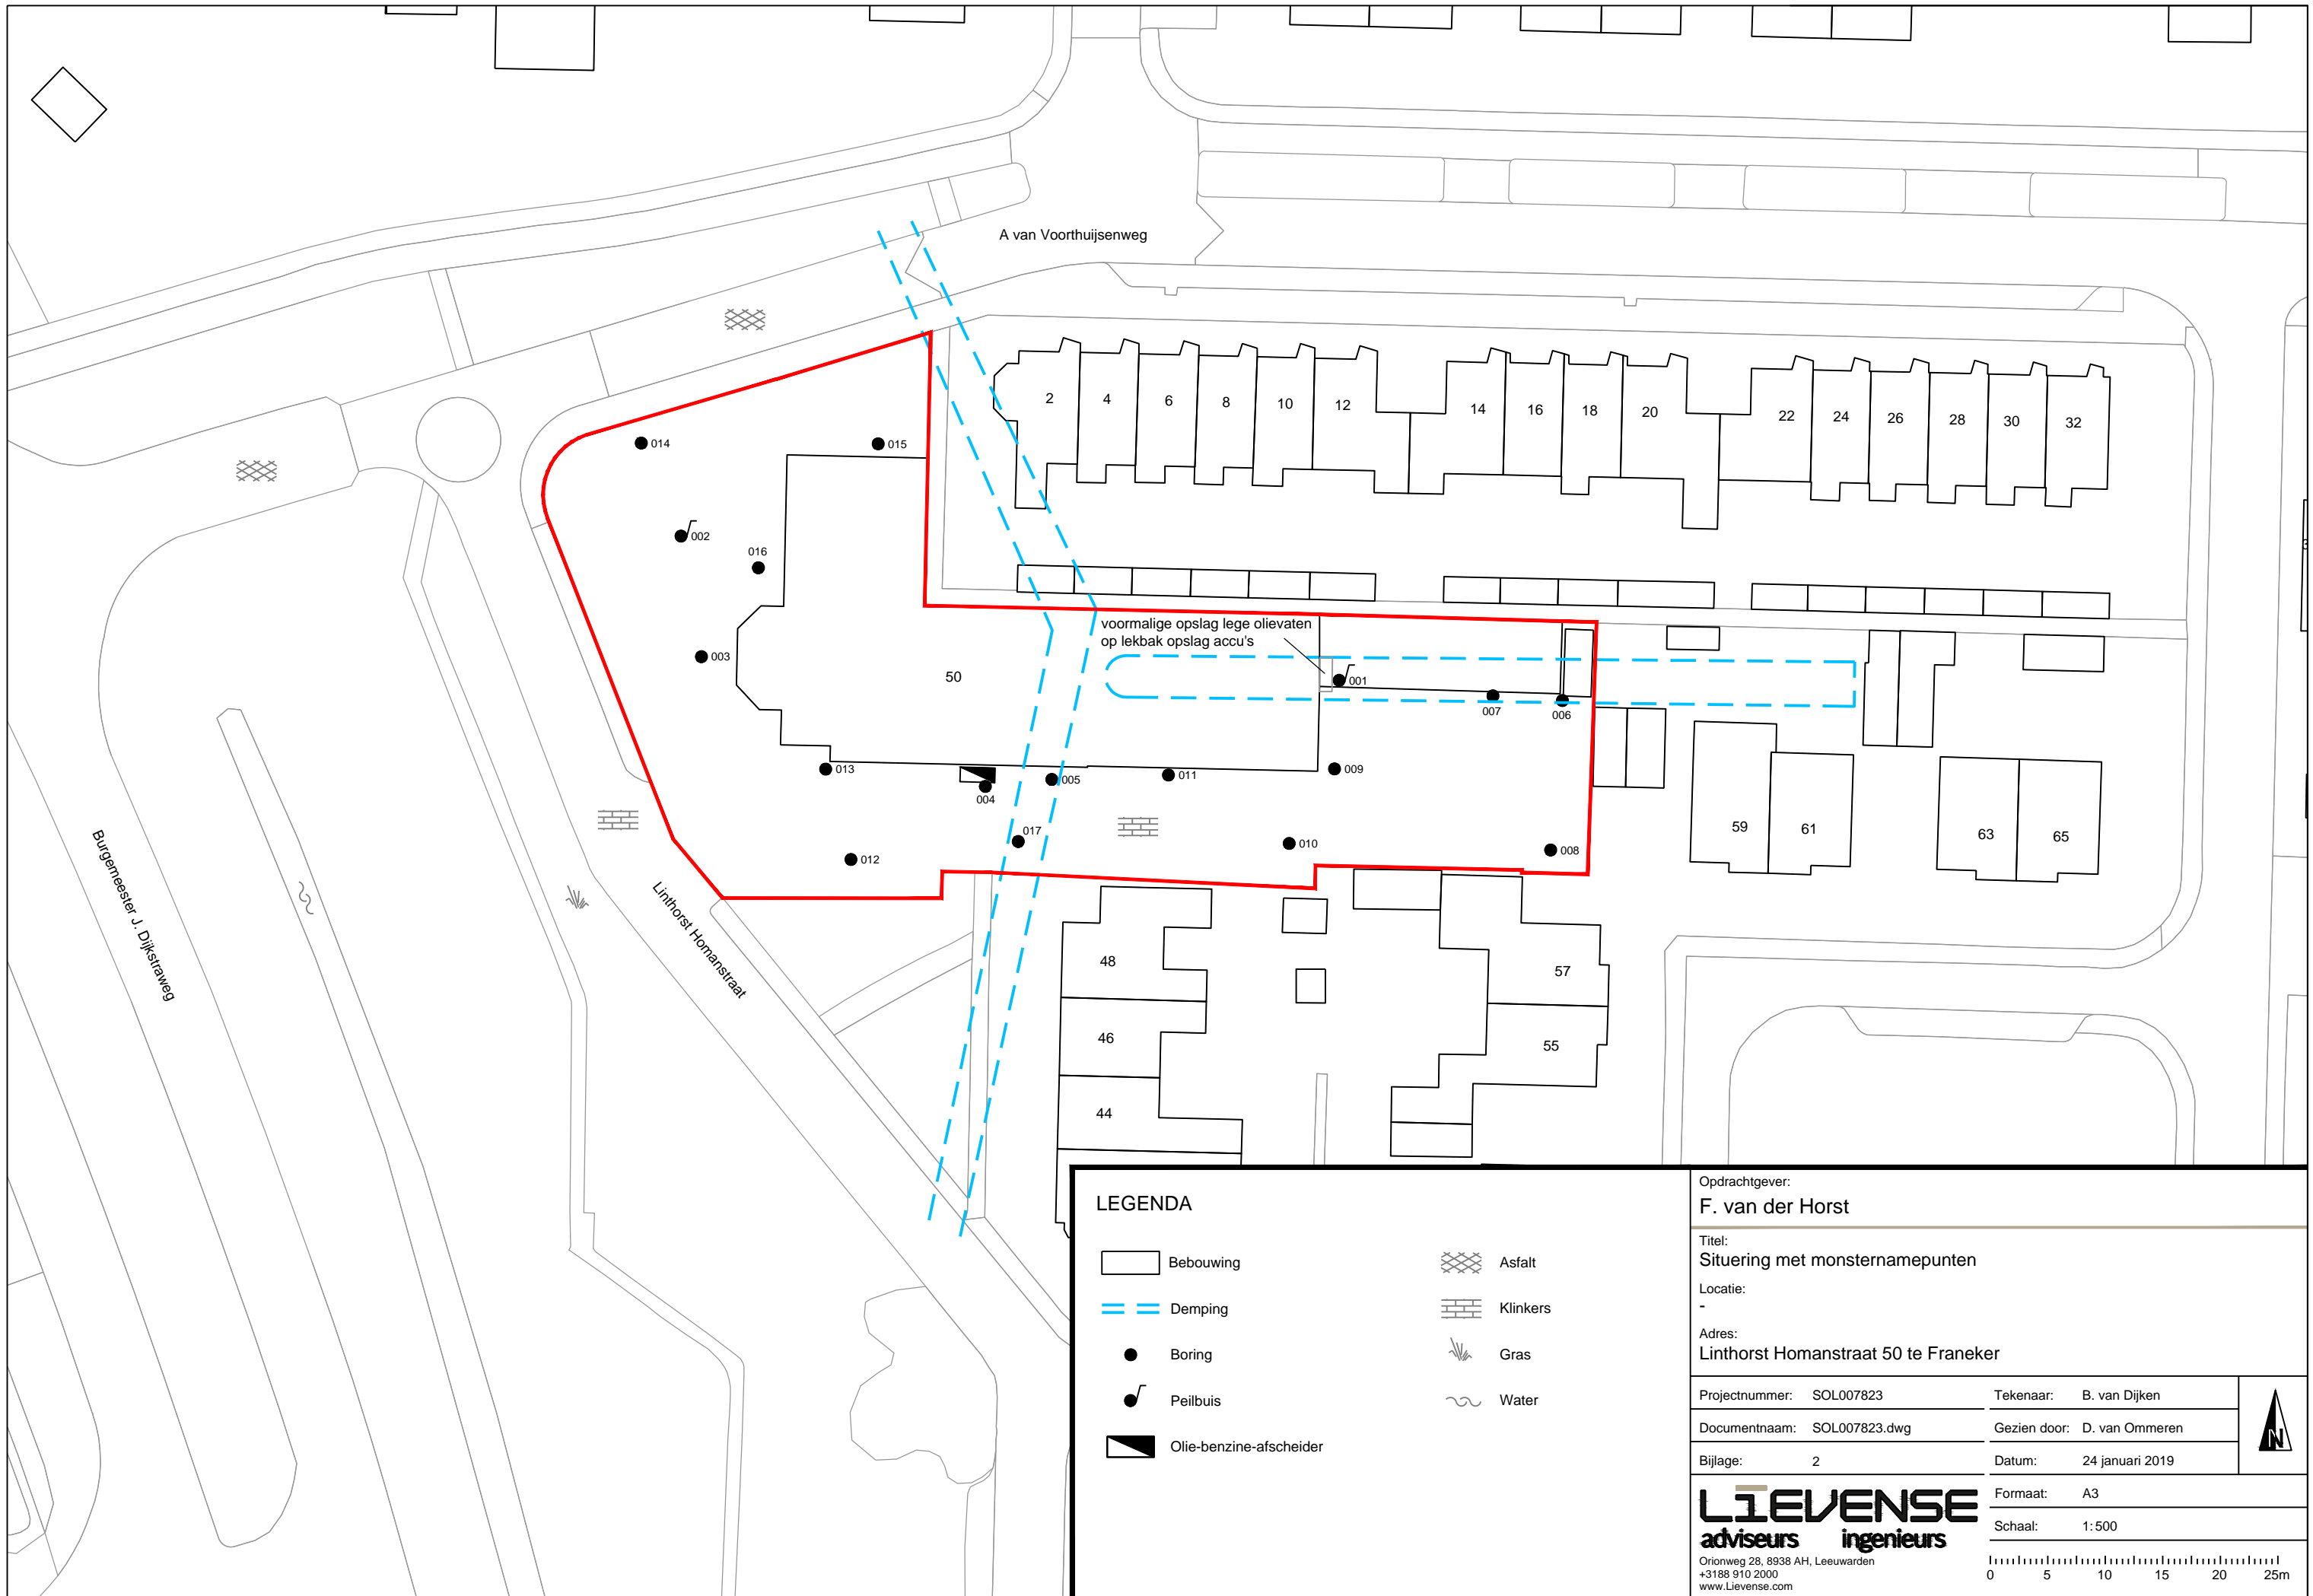 A van Voorthuijsenweg
2
4
6
8
10
12
14
16
18
20
22
24
26
28
30
32
014
015
002
016
003
voormalige opslag lege olievaten
op lekbak opslag accu's
50
001
007
006
013
004
005
011
009
017
012
010
008
59
61
63
65
Burgemeester J. Dijkstraweg
Linthorst Homanstraat
48
46
44
57
55
LEGENDA
Bebouwing
Demping
Boring
Peilbuis
Olie-benzine-afscheider
Asfalt
Klinkers
Gras
Water
Opdrachtgever:
F. van der Horst
Titel:
Situering met monsternamepunten
Locatie:
-
Adres:
Linthorst Homanstraat 50 te Franeker
Projectnummer: SOL007823
Tekenaar: B. van Dijken
Documentnaam: SOL007823.dwg
Gezien door: D. van Ommeren
Bijlage: 2
Datum: 24 januari 2019
N
LIEVENSE
adviseurs ingenieurs
Orionweg 28, 8938 AH, Leeuwarden
+3188 910 2000
www.Lievense.com
Formaat: A3
Schaal: 1:500
0 5 10 15 20 25m